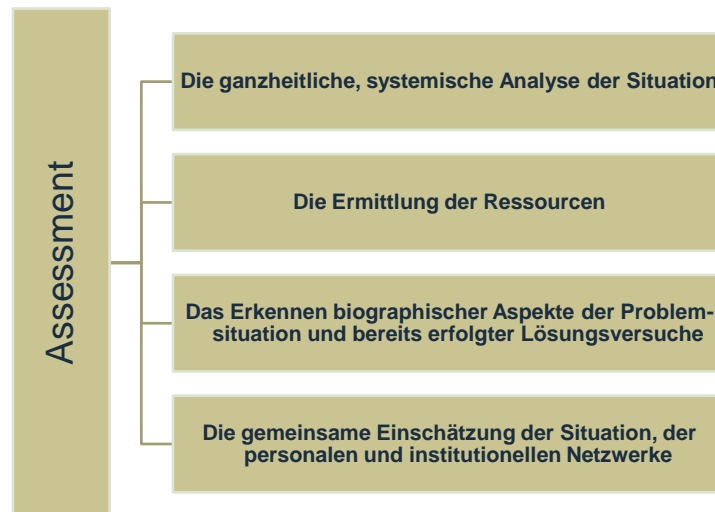 Assessment
Die ganzheitliche, systemische Analyse der Situation
Die Ermittlung der Ressourcen
Das Erkennen biographischer Aspekte der Problem-
situation und bereits erfolgter Lösungsversuche
Die gemeinsame Einschätzung der Situation, der
personalen und institutionellen Netzwerke